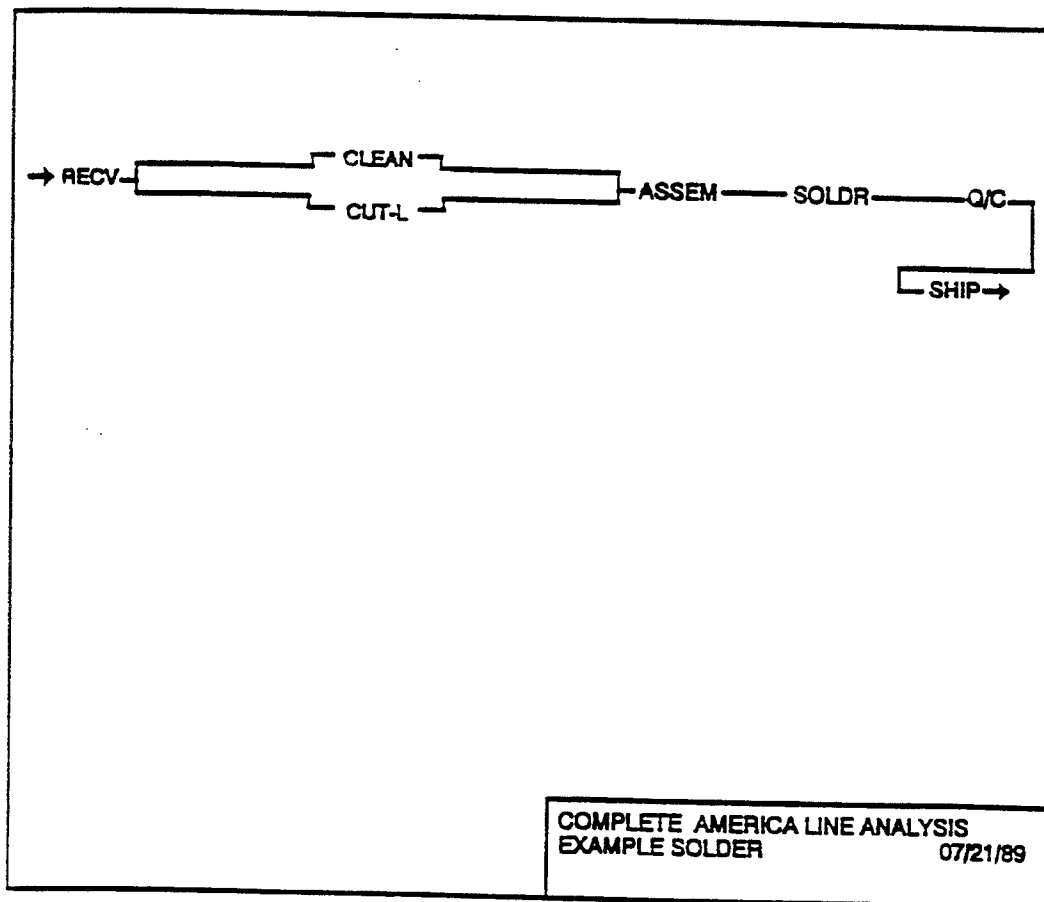 RECV
CLEAN
CUT-L
ASSEM
SOLDR
Q/C
SHIP
COMPLETE AMERICA LINE ANALYSIS
EXAMPLE SOLDER 07/21/89